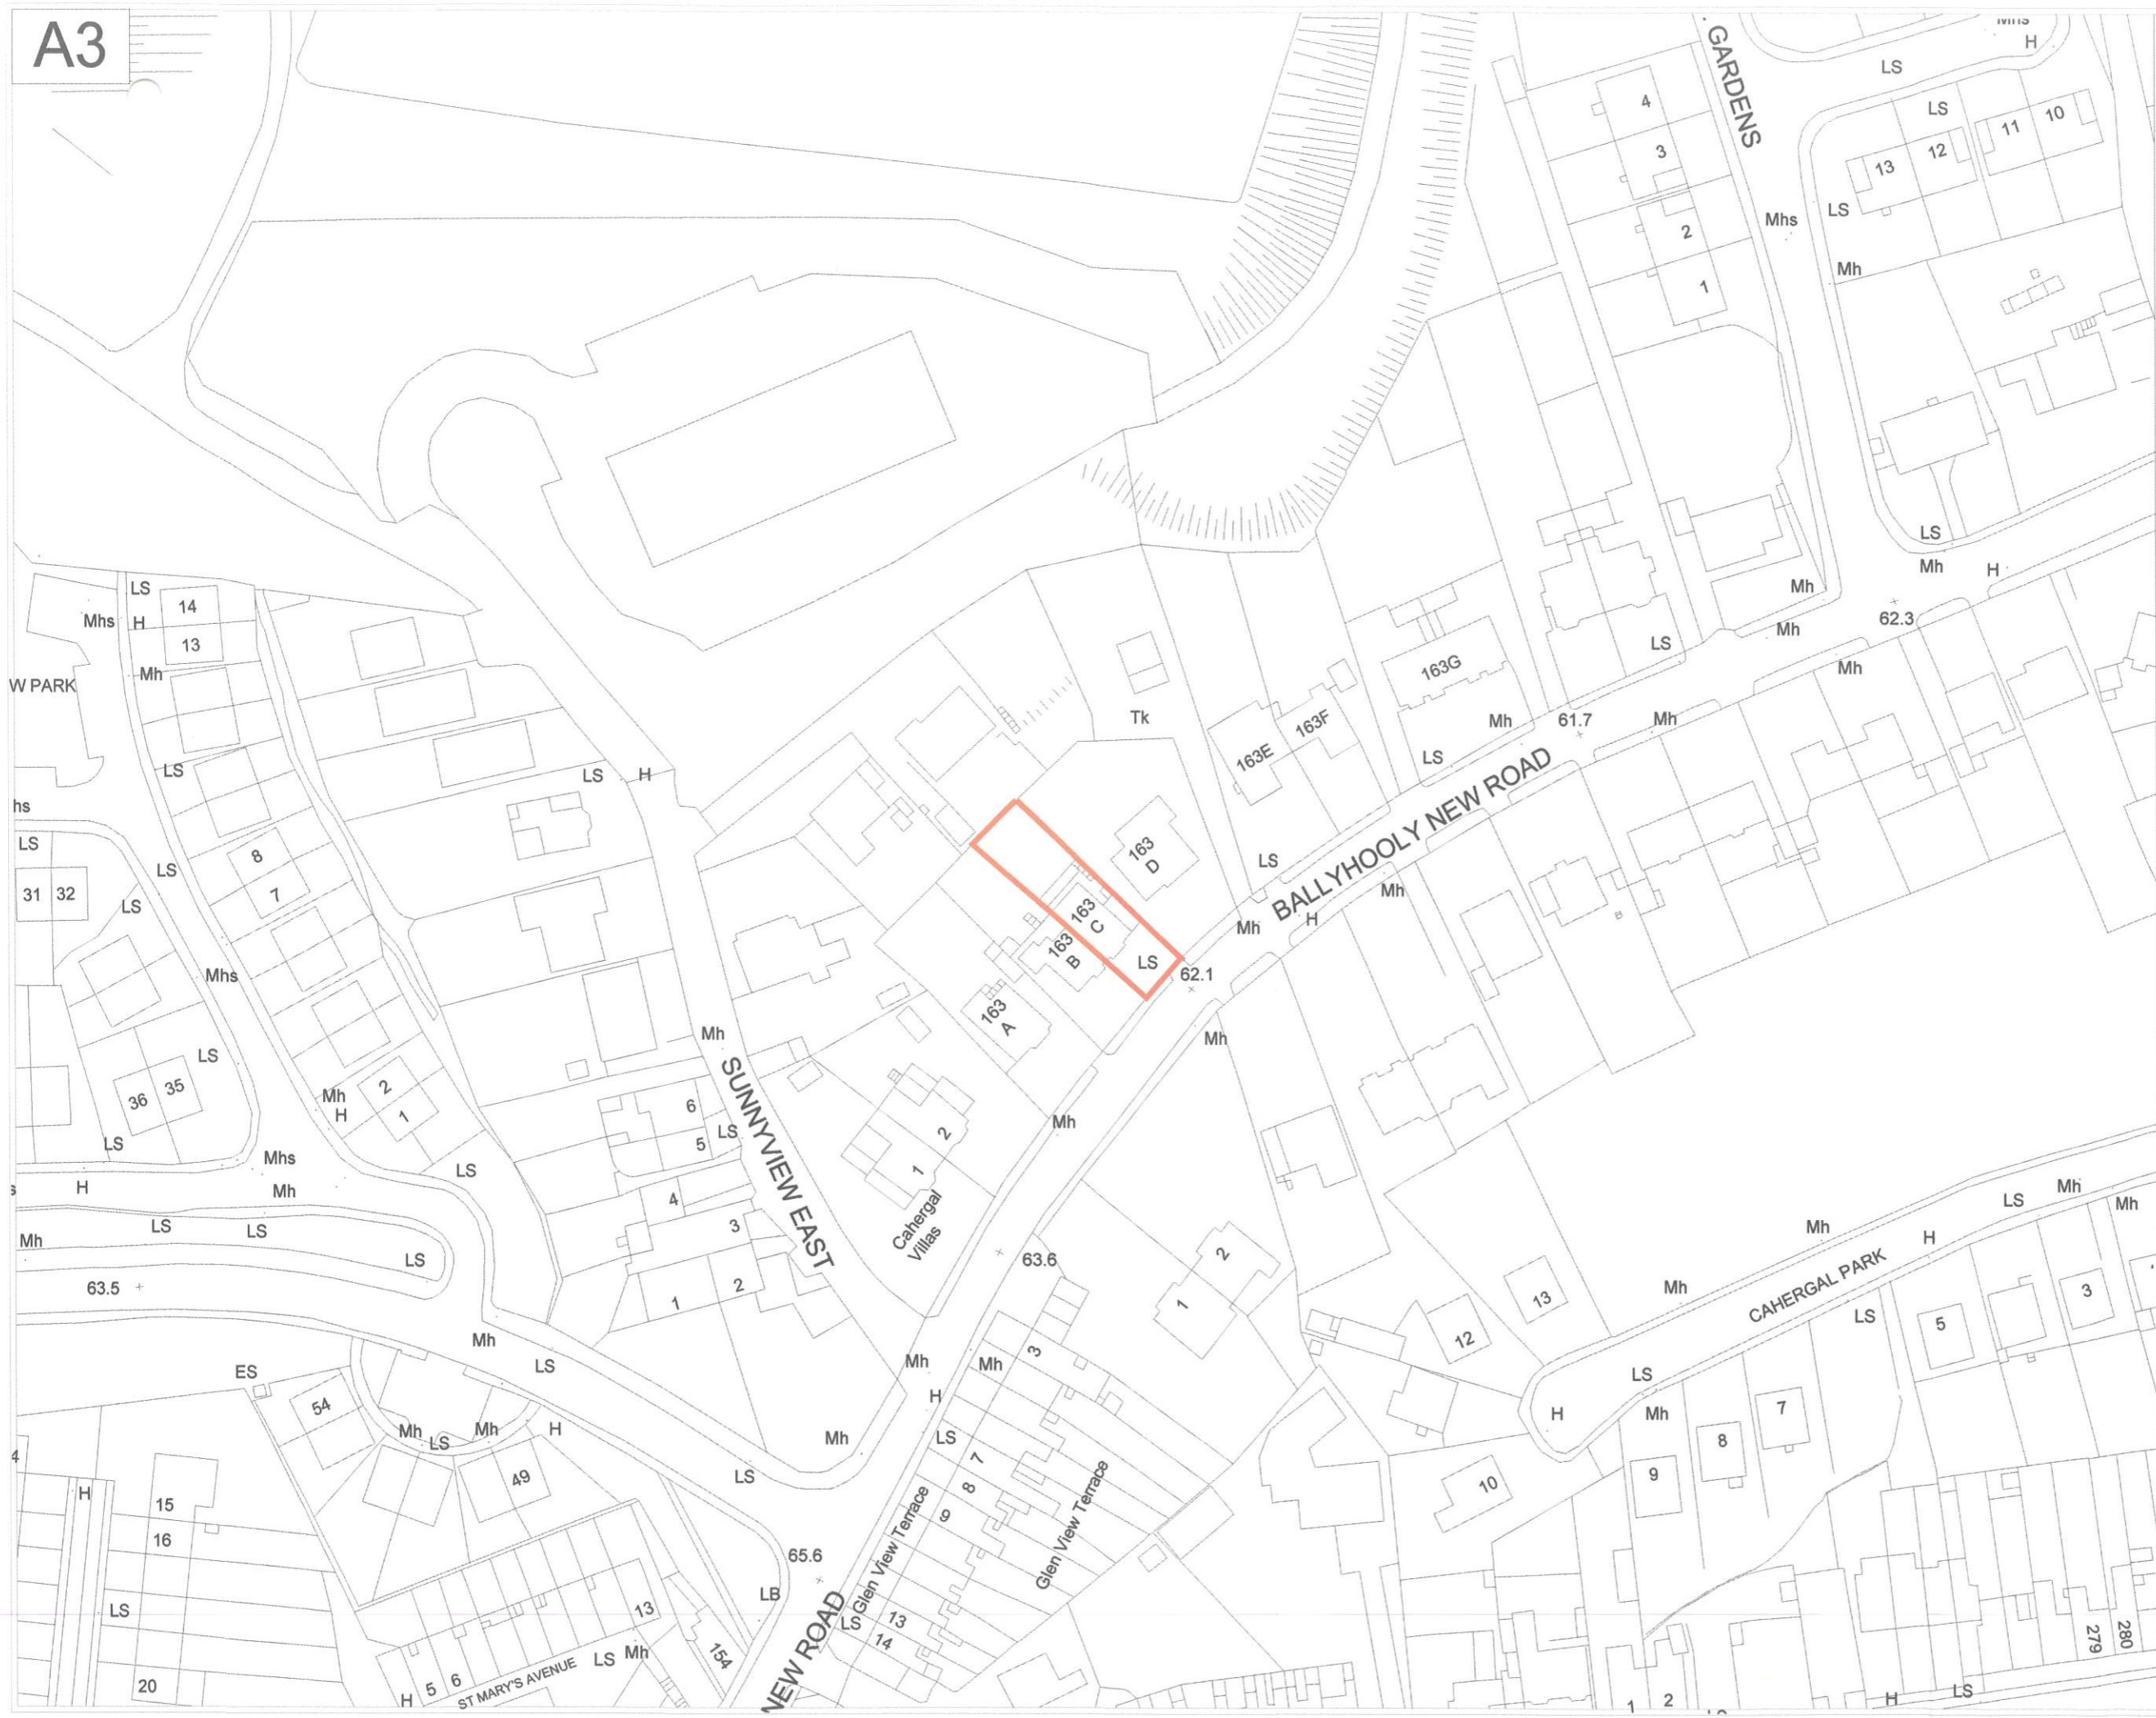 A3
Mhs
H
GARDENS
LS
4
LS
11
10
3
13
12
Mhs
LS
2
Mh
1
LS
Mh
H
LS
14
Mh
62.3
Mhs
H
13
Mh
LS
Mh
W PARK
163G
Mh
Tk
Mh
61.7
Mh
163E
163F
LS
LS
LS
H
BALLYHOOLY NEW ROAD
hs
LS
8
163
D
LS
LS
7
31
32
LS
Mh
163
C
H
Mh
163
B
LS
62.1
Mhs
163
A
Mh
Mh
LS
SUNNYVIEW EAST
36
35
Mh
H
2
1
6
LS
5
2
Mh
LS
1
Mhs
LS
H
Mh
4
3
Cahergal
Villas
LS
Mh
Mh
LS
LS
Mh
H
Mh
LS
63.6
2
63.5
2
1
1
CAHERGAL PARK
Mh
13
LS
3
5
12
Mh
LS
Mh
Mh
3
LS
ES
54
H
H
Mh
7
Mh
LS
Mh
H
LS
8
Mh
4
49
LS
7
9
10
H
8
15
9
16
Glen View Terrace
Glen View Terrace
65.6
LB
LS
13
LS
13
14
279
280
154
NEW ROAD
LS
Mh
20
H
5
6
ST MARY'S AVENUE
1
2
H
LS